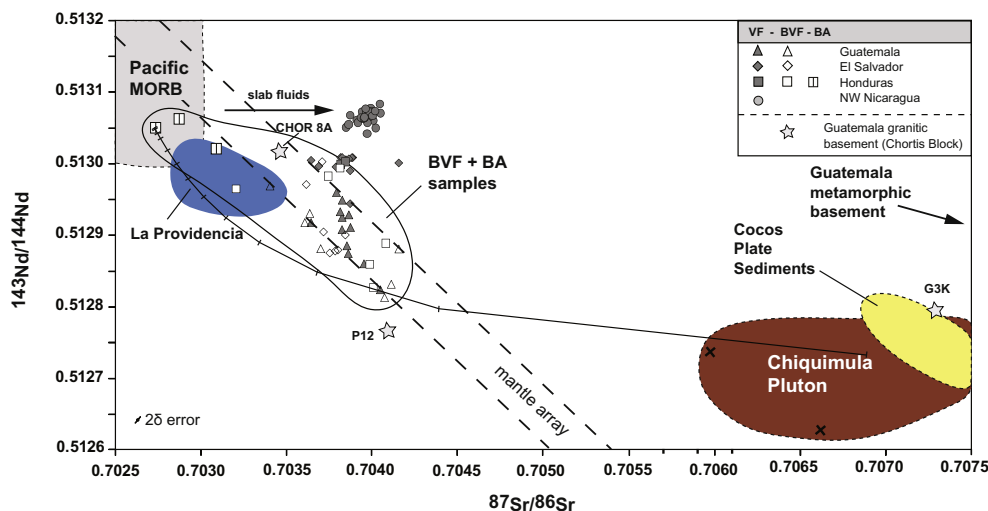 0.5132
0.5131
0.5130
0.5129
0.5128
0.5127
0.5126
143Nd/144Nd
Pacific
MORB
slab fluids
CHOR 8A
BVF + BA
samples
La Providencia
P12
2δ error
mantle array
VF - BVF - BA
Guatemala
El Salvador
Honduras
NW Nicaragua
Guatemala granitic
basement (Chortis Block)
Guatemala
metamorphic
basement
Cocos
Plate
Sediments
G3K
Chiquimula
Pluton
0.7025 0.7030 0.7035 0.7040 0.7045 0.7050 0.7055 0.7060 0.7065 0.7070 0.7075
87Sr/86Sr